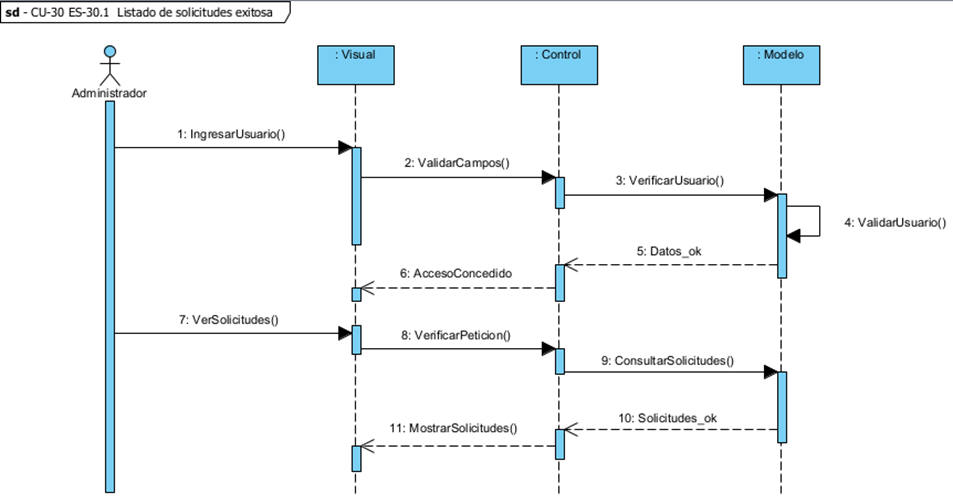 sd - CU-30 ES-30.1 Listado de solicitudes exitosa
: Visual
: Control
: Modelo
Administrador
1: IngresarUsuario()
2: ValidarCampos()
3: VerificarUsuario()
4: ValidarUsuario()
5: Datos_ok
6: AccesoConcedido
7: VerSolicitudes()
8: VerificarPeticion()
9: ConsultarSolicitudes()
10: Solicitudes_ok
11: MostrarSolicitudes()